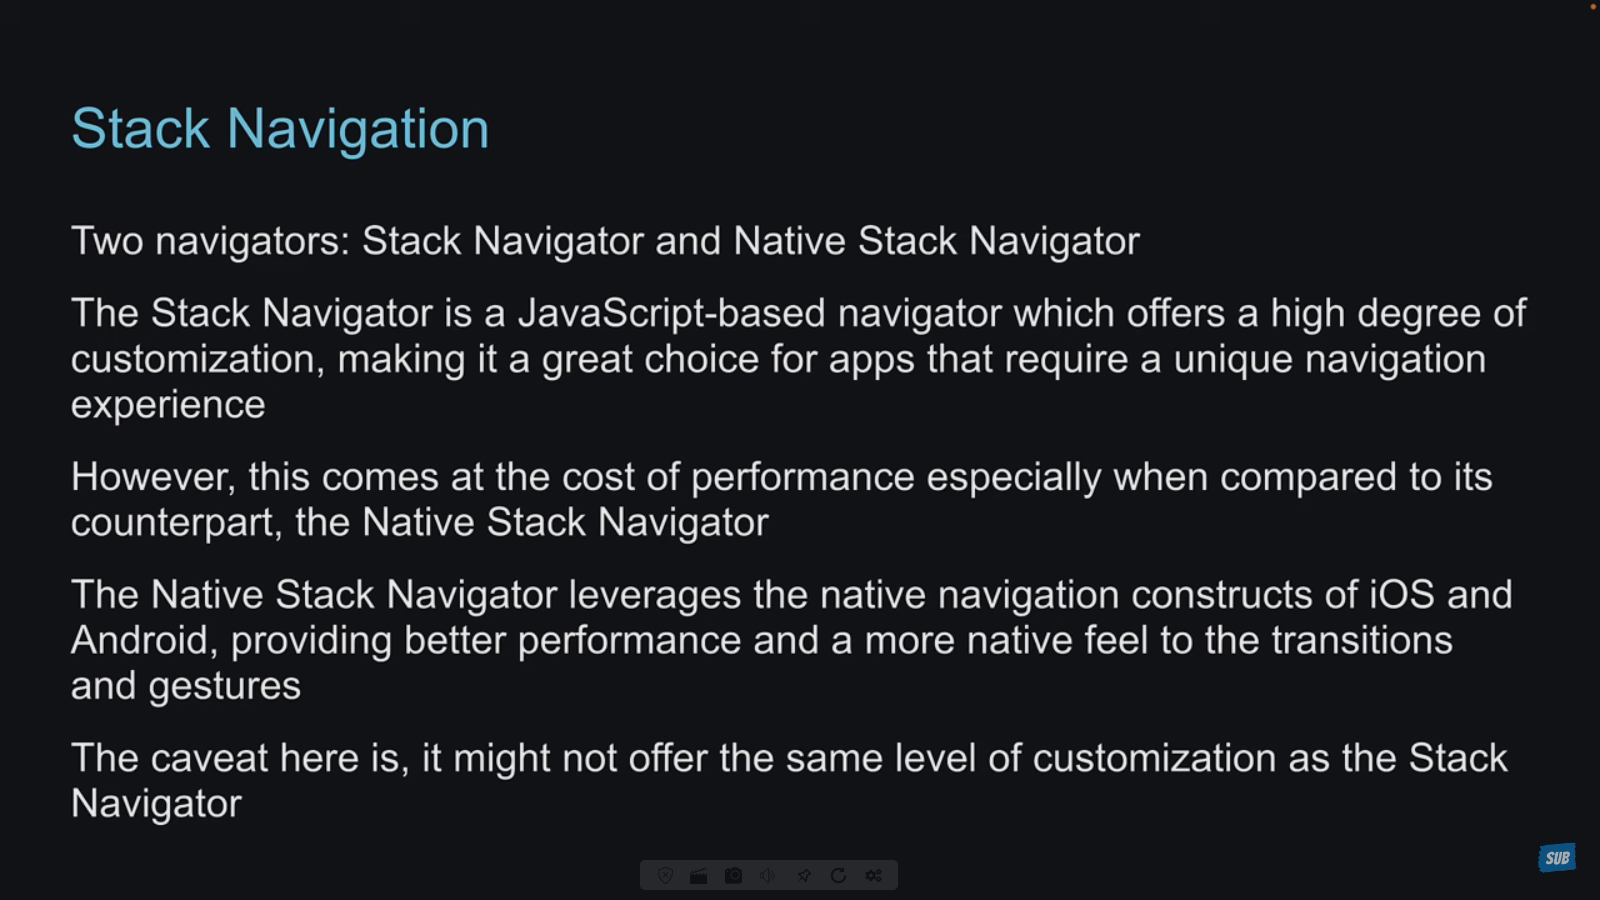 Stack Navigation
Two navigators: Stack Navigator and Native Stack Navigator
The Stack Navigator is a JavaScript-based navigator which offers a high degree of
customization, making it a great choice for apps that require a unique navigation
experience
However, this comes at the cost of performance especially when compared to its
counterpart, the Native Stack Navigator
The Native Stack Navigator leverages the native navigation constructs of iOS and
Android, providing better performance and a more native feel to the transitions
and gestures
The caveat here is, it might not offer the same level of customization as the Stack
Navigator
SUB